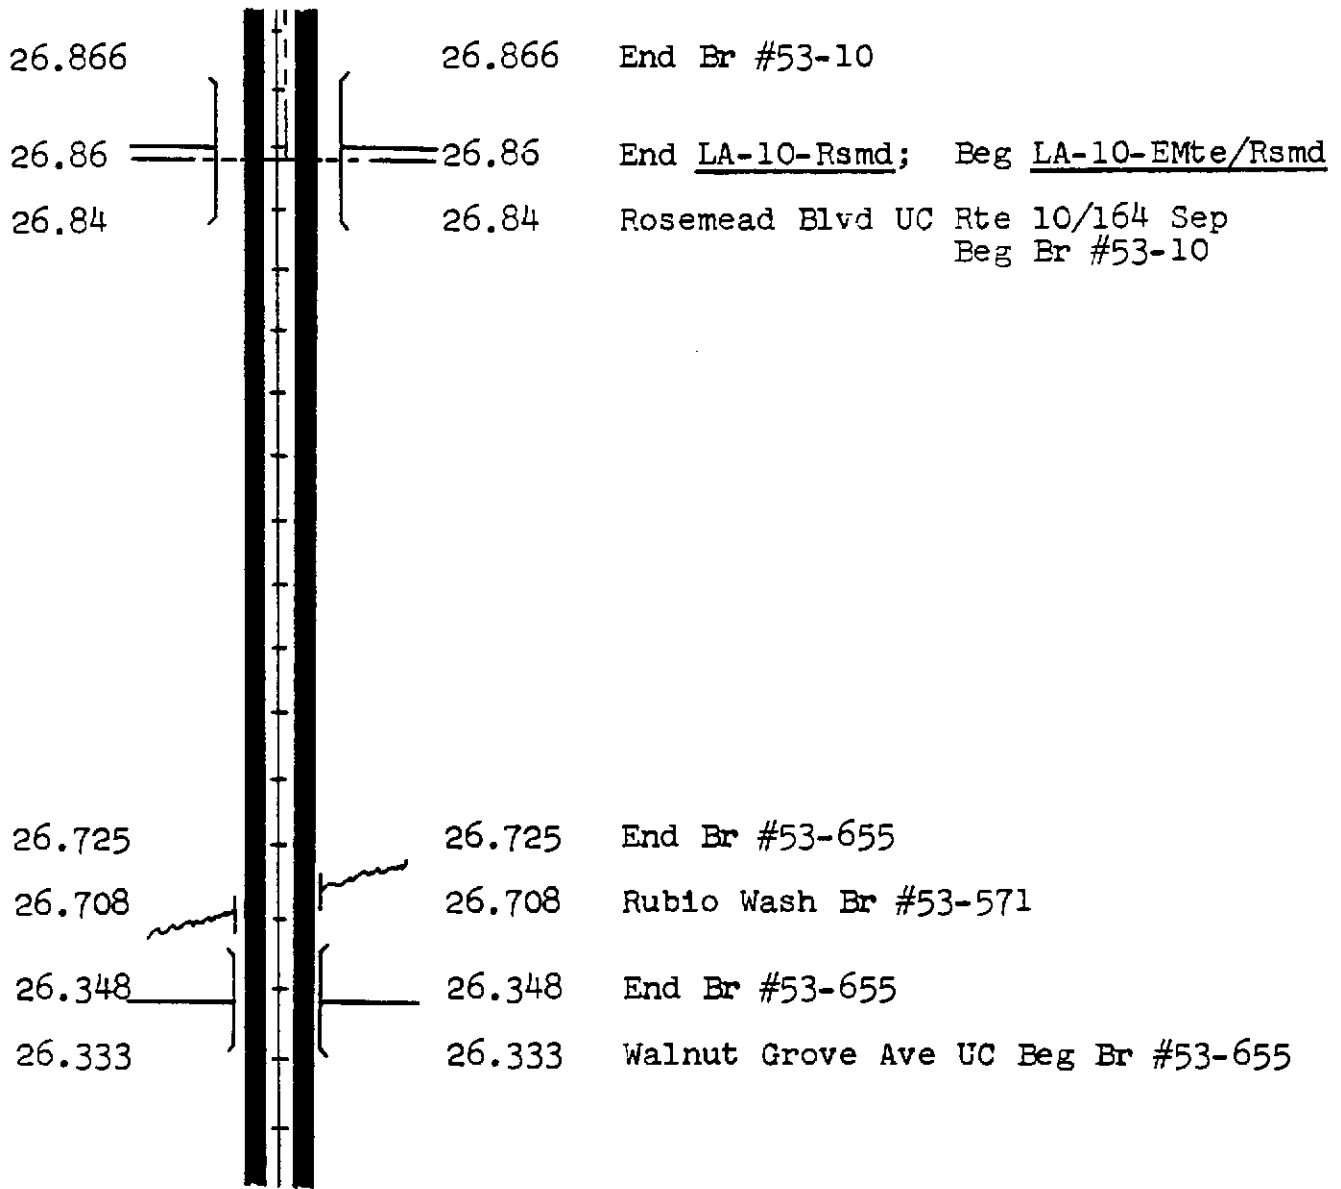 26.866 26.866 End Br #53-10
26.86 26.86 End LA-10-Rsmd; Beg LA-10-EMte/Rsmd
26.84 26.84 Rosemead Blvd UC Rte 10/164 Sep
Beg Br #53-10
26.725 26.725 End Br #53-655
26.708 26.708 Rubio Wash Br #53-571
26.348 26.348 End Br #53-655
26.333 26.333 Walnut Grove Ave UC Beg Br #53-655